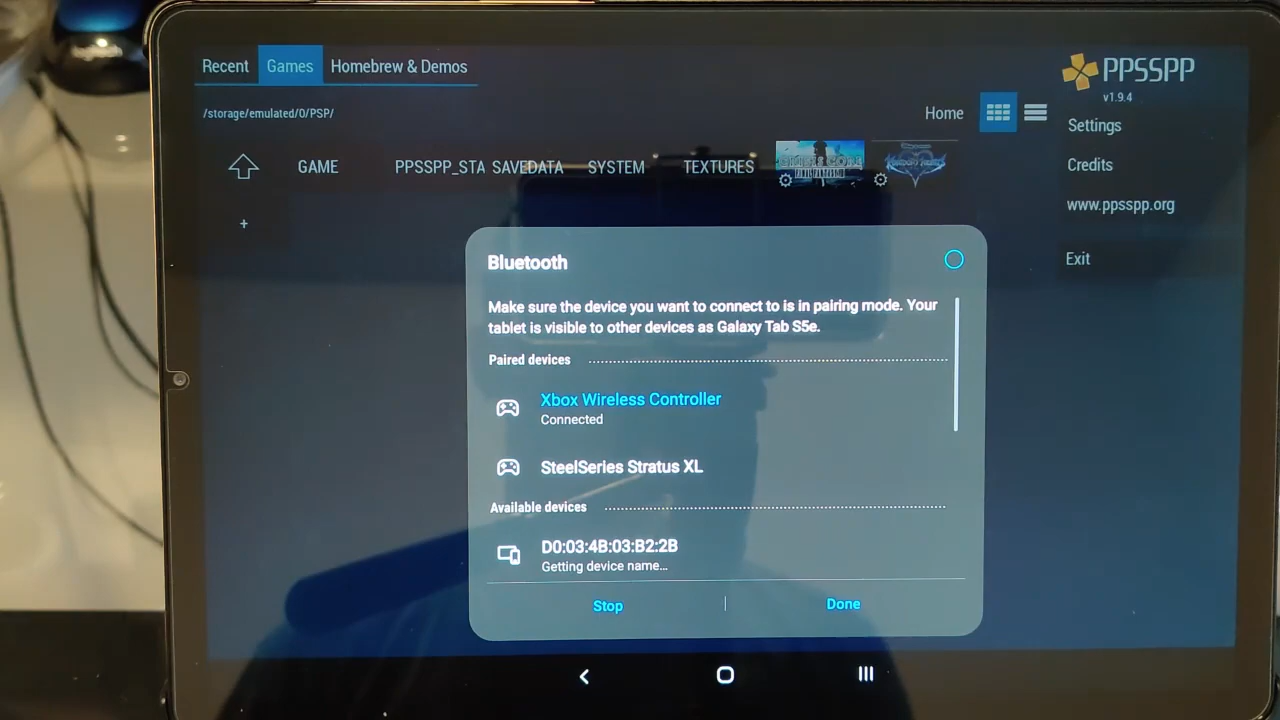 Recent Games Homebrew & Demos
PPSSPP
v1.9.4
/storage/emulated/0/PSP/
Home
Settings
GAME PPSSPP_STA SAVEDATA SYSTEM TEXTURES
Credits
+
www.ppsspp.org
Exit
Bluetooth
Make sure the device you want to connect to is in pairing mode. Your
tablet is visible to other devices as Galaxy Tab S5e.
Paired devices
Xbox Wireless Controller
Connected
SteelSeries Stratus XL
Available devices
D0:03:4B:03:B2:2B
Getting device name...
Stop Done